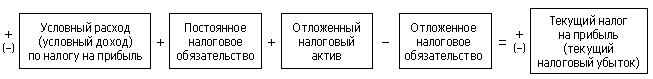 + (–) Условный расход (условный доход) по налогу на прибыль + Постоянное налоговое обязательство + Отложенный налоговый актив – Отложенное налоговое обязательство = + (–) Текущий налог на прибыль (текущий налоговый убыток)